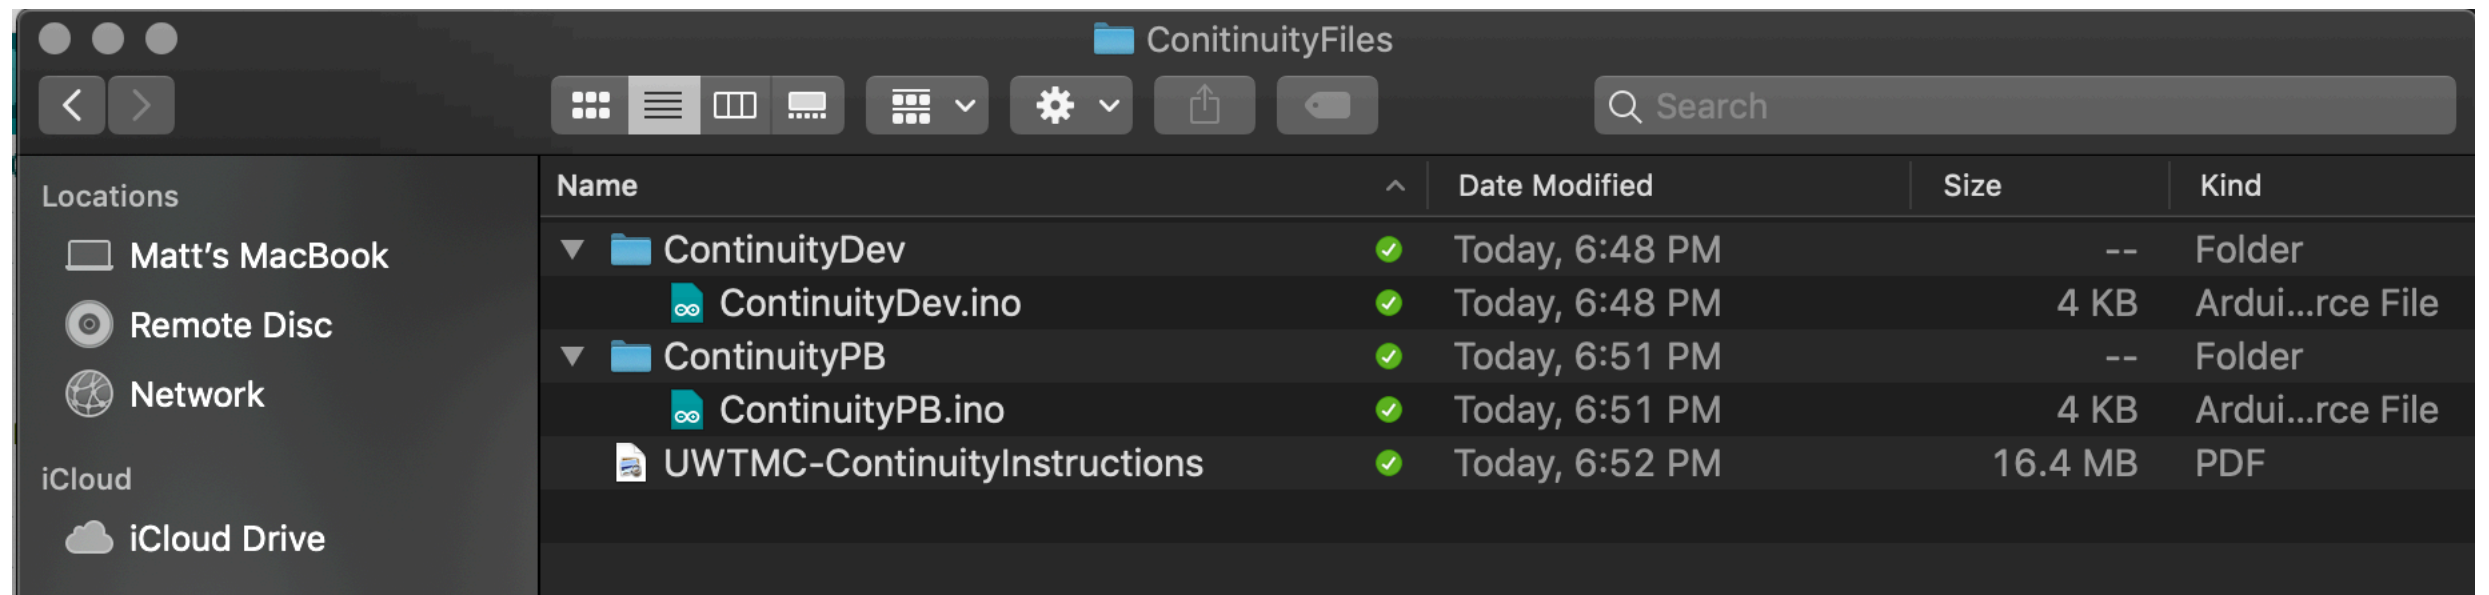 ConitinuityFiles
Search
Locations
Matt’s MacBook
Remote Disc
Network
iCloud
iCloud Drive
Name Date Modified Size Kind
ContinuityDev Today, 6:48 PM -- Folder
ContinuityDev.ino Today, 6:48 PM 4 KB Ardui...rce File
ContinuityPB Today, 6:51 PM -- Folder
ContinuityPB.ino Today, 6:51 PM 4 KB Ardui...rce File
UWTMC-ContinuityInstructions Today, 6:52 PM 16.4 MB PDF